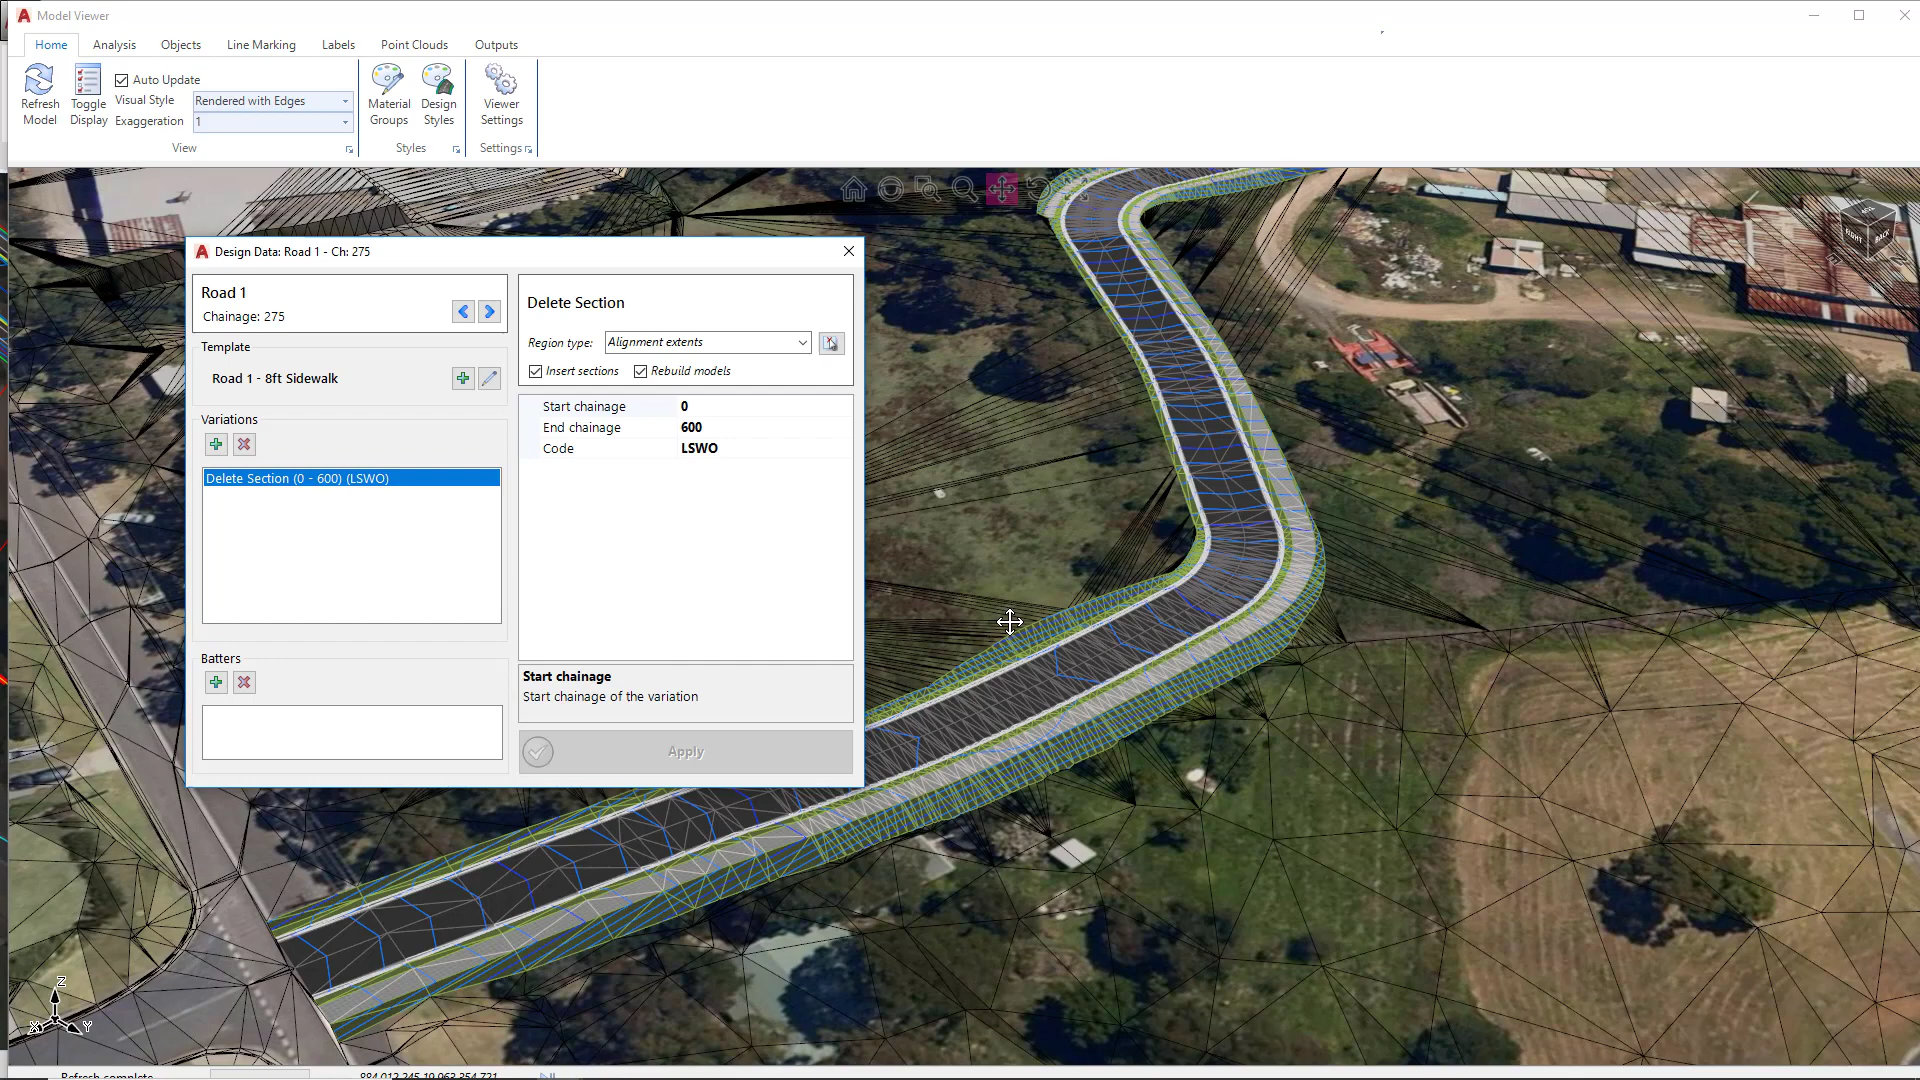 Model Viewer
Home Analysis Objects Line Marking Labels Point Clouds Outputs
Refresh Model
Toggle Display
Auto Update
Visual Style Rendered with Edges
Exaggeration 1
View
Material Groups
Design Styles
Styles
Viewer Settings
Settings
TOP
RIGHT
BACK
Design Data: Road 1 - Ch: 275
Road 1
Chainage: 275
Template
Road 1 - 8ft Sidewalk
Variations
Delete Section (0 - 600) (LSWO)
Batters
Delete Section
Region type: Alignment extents
Insert sections Rebuild models
Start chainage 0
End chainage 600
Code LSWO
Start chainage
Start chainage of the variation
Apply
Z
X
Y
Refresh complete